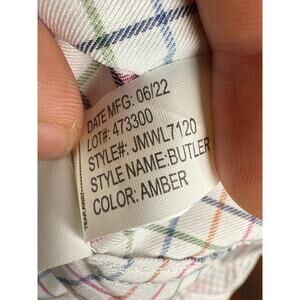 DATE MFG: 06/22
LOT#: 473300
STYLE#: JMWL7120
STYLE NAME:BUTLER
COLOR: AMBER